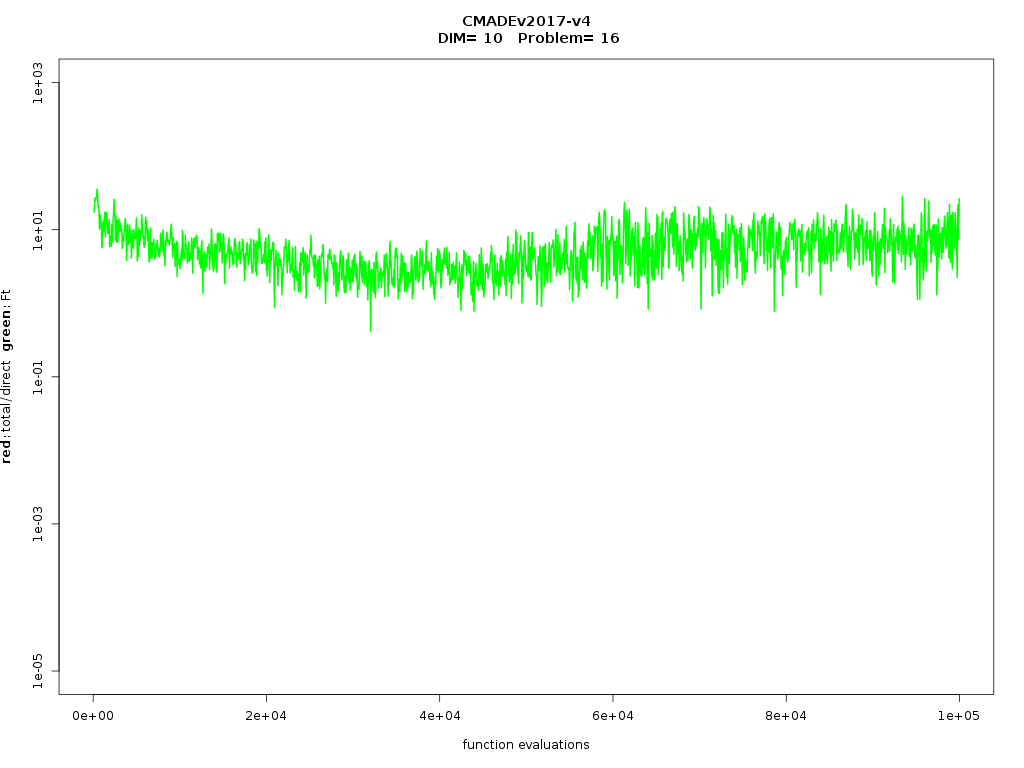 CMADEv2017-v4
DIM= 10 Problem= 16
1e+03
1e+01
1e-01
1e-03
1e-05
red:total/direct green:Ft
0e+00 2e+04 4e+04 6e+04 8e+04 1e+05
function evaluations